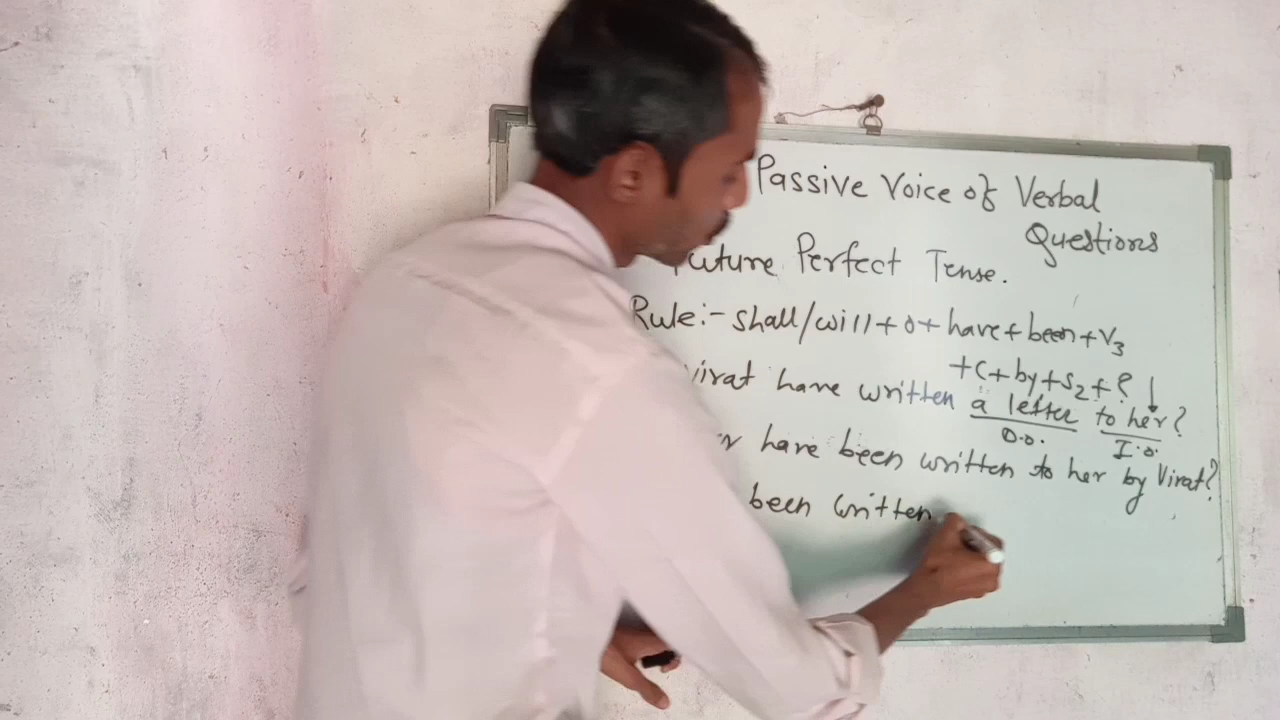 Passive Voice of Verbal
Questions
Future Perfect Tense.
Rule:- shall/will + o + have + been + V3
+ C + by + S2 + ?
Virat have written a letter to her?
D.O. I.O.
have been written to her by Virat?
been written